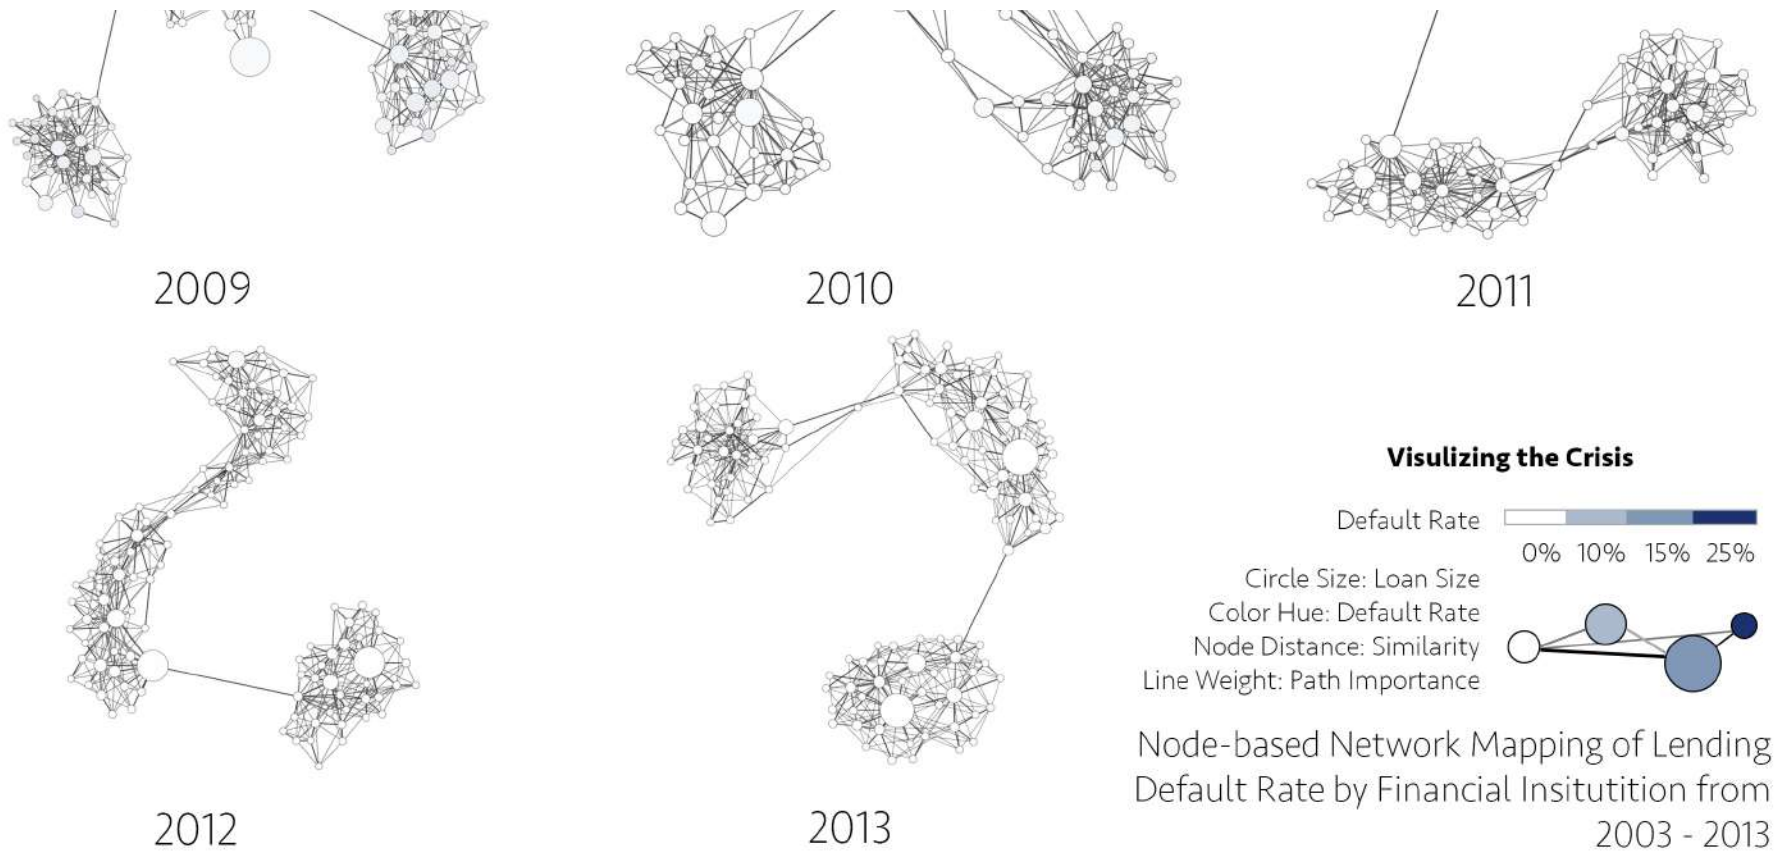 2009
2010
2011
2012
2013
Visulizing the Crisis
Default Rate
0% 10% 15% 25%
Circle Size: Loan Size
Color Hue: Default Rate
Node Distance: Similarity
Line Weight: Path Importance
Node-based Network Mapping of Lending
Default Rate by Financial Insitutition from
2003 - 2013